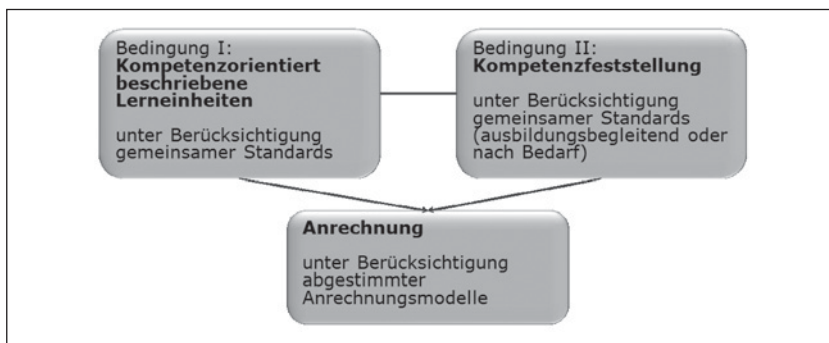 Bedingung I:
Kompetenzorientiert
beschriebene
Lerneinheiten
unter Berücksichtigung
gemeinsamer Standards
Bedingung II:
Kompetenzfeststellung
unter Berücksichtigung
gemeinsamer Standards
(ausbildungsbegleitend oder
nach Bedarf)
Anrechnung
unter Berücksichtigung
abgestimmter
Anrechnungsmodelle